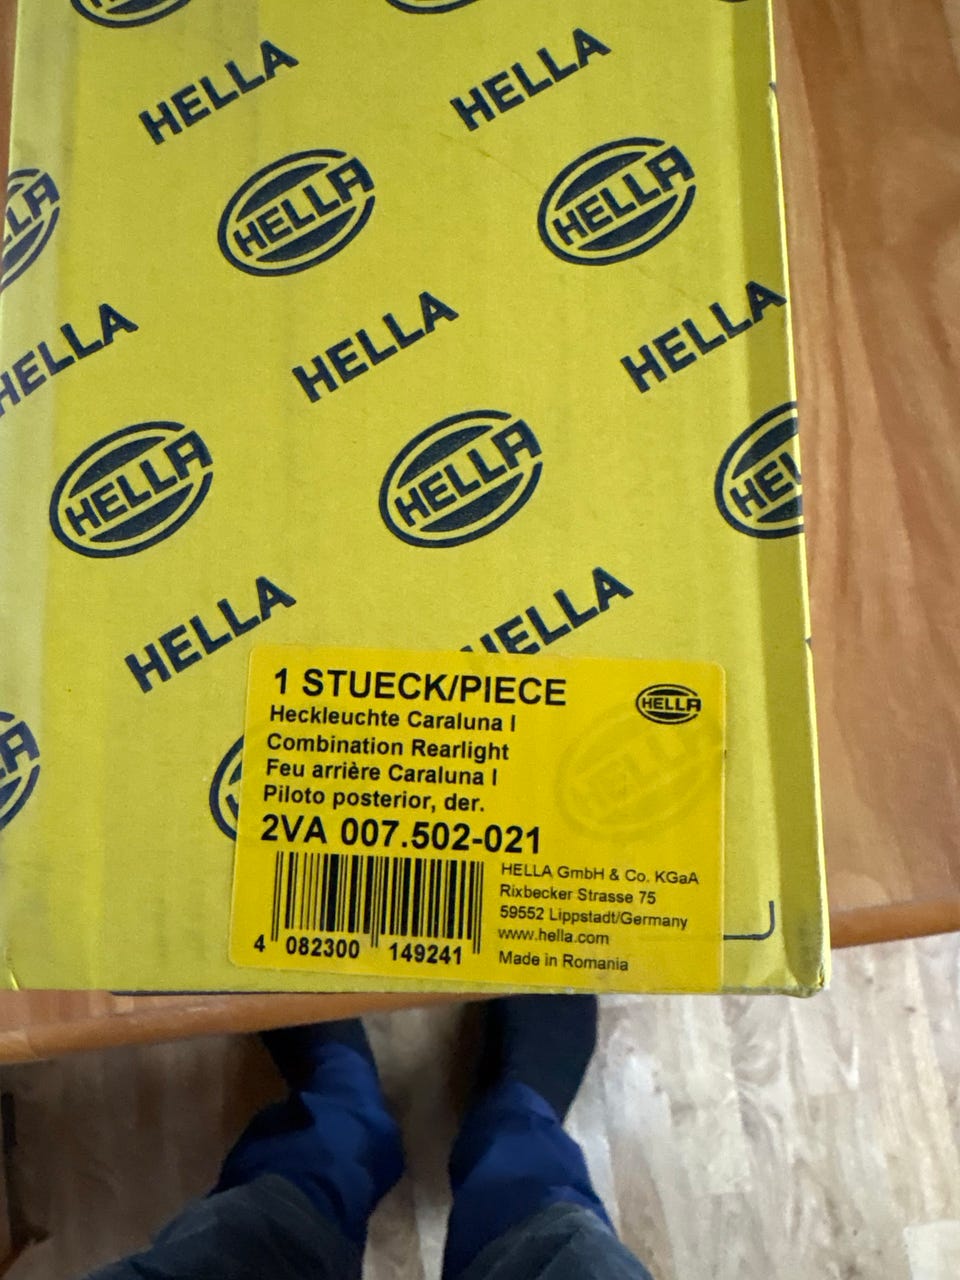 HELLA HELLA
HELLA HELLA
HELLA HELLA HELLA
HELLA HELLA HELLA
HELLA HELLA
1 STUECK/PIECE
HELLA
Heckleuchte Caraluna I
Combination Rearlight
Feu arrière Caraluna I
Piloto posterior, der.
2VA 007.502-021
HELLA GmbH & Co. KGaA
Rixbecker Strasse 75
59552 Lippstadt/Germany
www.hella.com
Made in Romania
4 082300 149241